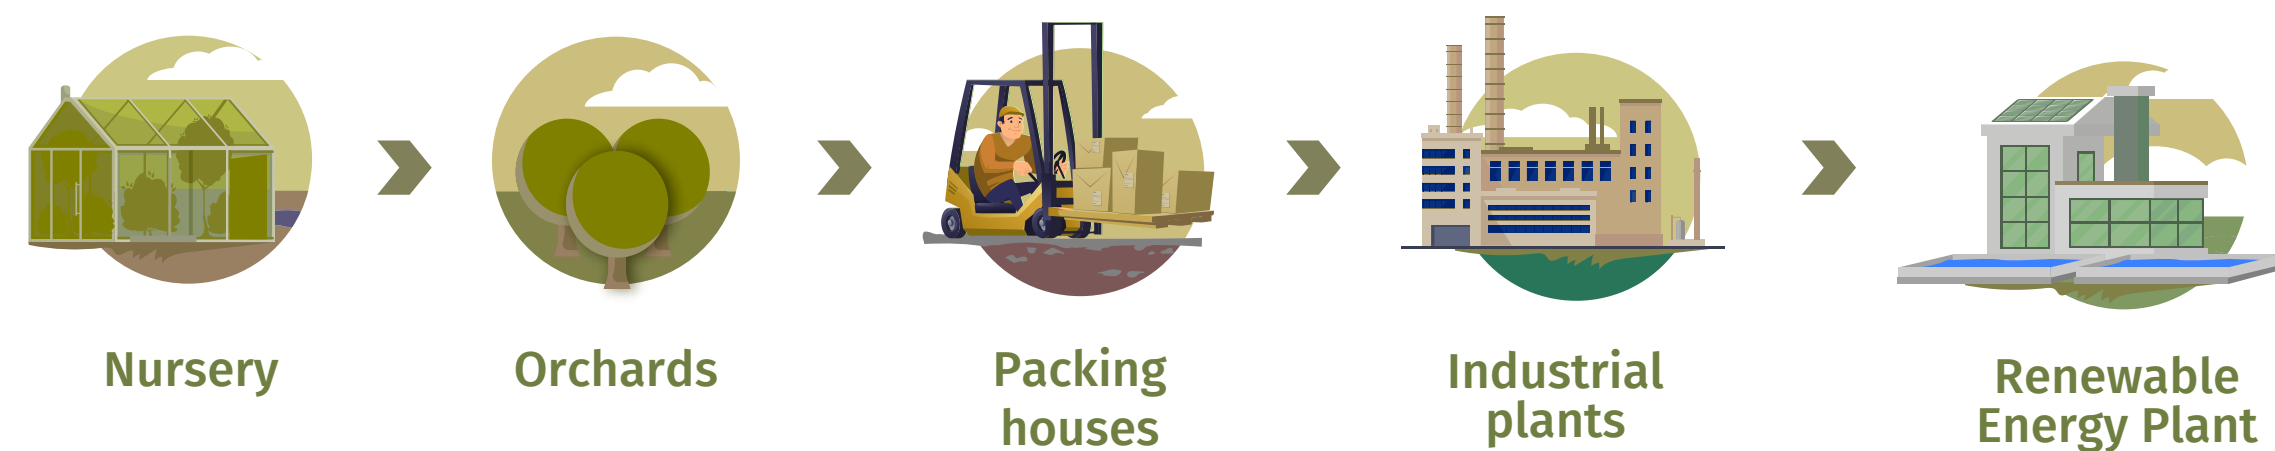 Nursery
Orchards
Packing
houses
Industrial
plants
Renewable
Energy Plant